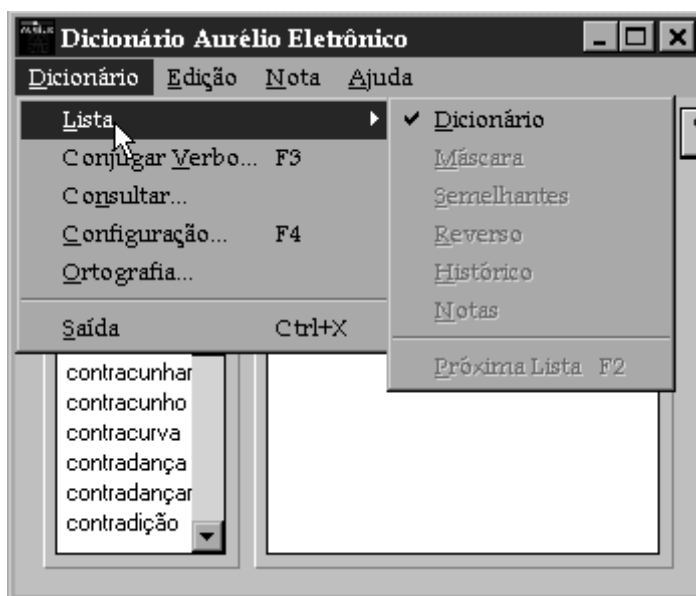 Dicionário Aurélio Eletrônico
Dicionário Edição Nota Ajuda
Lista
Conjugar Verbo... F3
Consultar...
Configuração... F4
Ortografia...
Saída Ctrl+X
Dicionário
Máscara
Semelhantes
Reverso
Histórico
Notas
Próxima Lista F2
contracunhar
contracunho
contracurva
contradança
contradançar
contradição